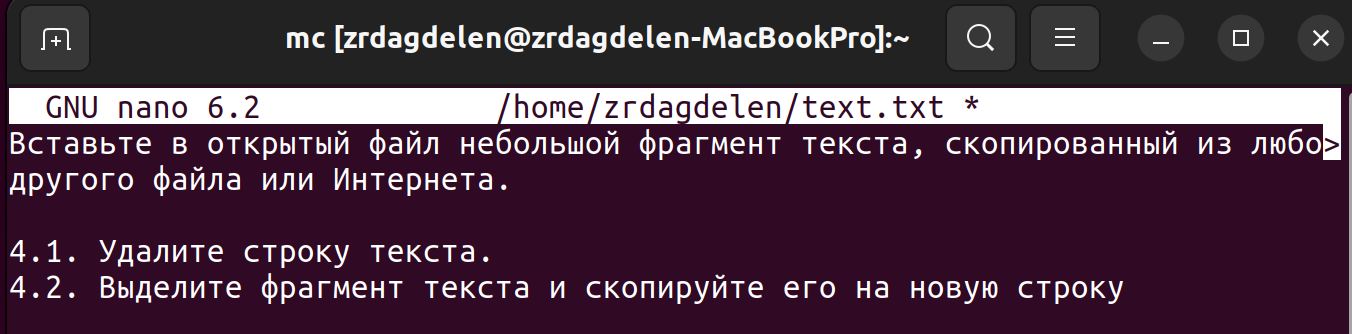 mc [zrdagdelen@zrdagdelen-MacBookPro]:~
GNU nano 6.2 /home/zrdagdelen/text.txt *
Вставьте в открытый файл небольшой фрагмент текста, скопированный из любо>
другого файла или Интернета.
4.1. Удалите строку текста.
4.2. Выделите фрагмент текста и скопируйте его на новую строку